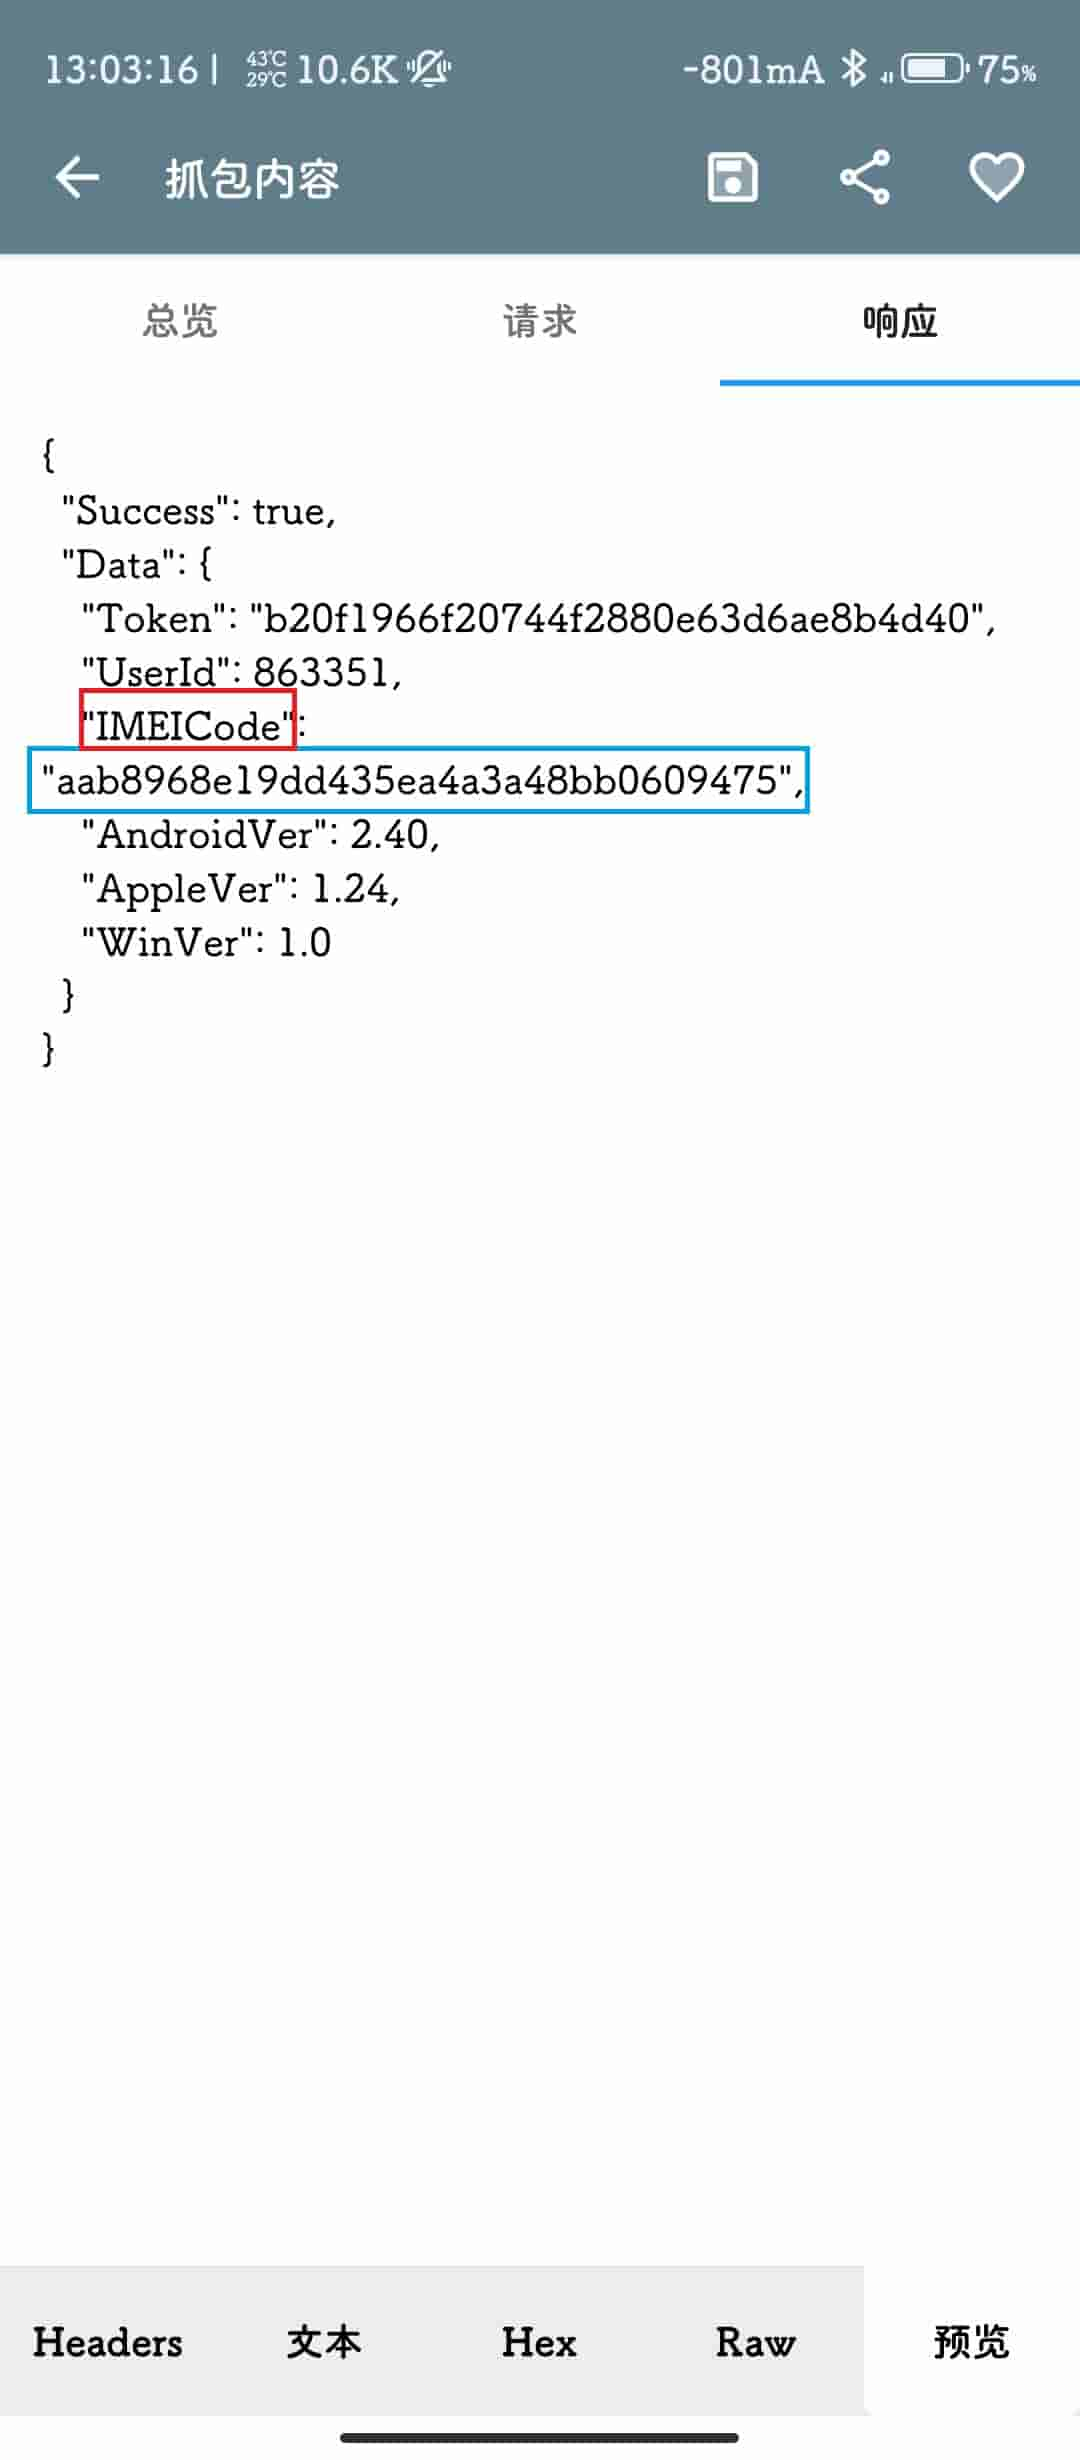 13:03:16 | 43℃ 29℃ 10.6K -801mA 75%
抓包内容
总览 请求 响应
{
"Success": true,
"Data": {
"Token": "b20f1966f20744f2880e63d6ae8b4d40",
"UserId": 863351,
"IMEICode":
"aab8968e19dd435ea4a3a48bb0609475",
"AndroidVer": 2.40,
"AppleVer": 1.24,
"WinVer": 1.0
}
}
Headers 文本 Hex Raw 预览